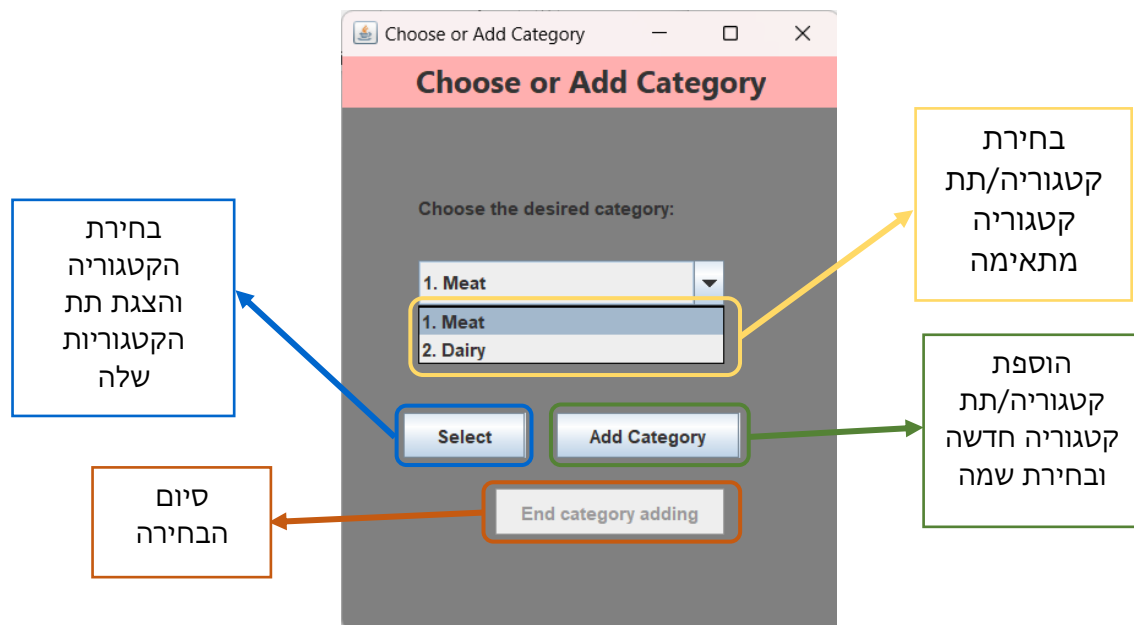 Choose or Add Category
Choose or Add Category
בחירת
קטגוריה/תת
קטגוריה
מתאימה
Choose the desired category:
בחירת
הקטגוריה
והצגת תת
הקטגוריות
שלה
1. Meat
1. Meat
2. Dairy
הוספת
קטגוריה/תת
קטגוריה חדשה
ובחירת שמה
Select
Add Category
סיום
הבחירה
End category adding